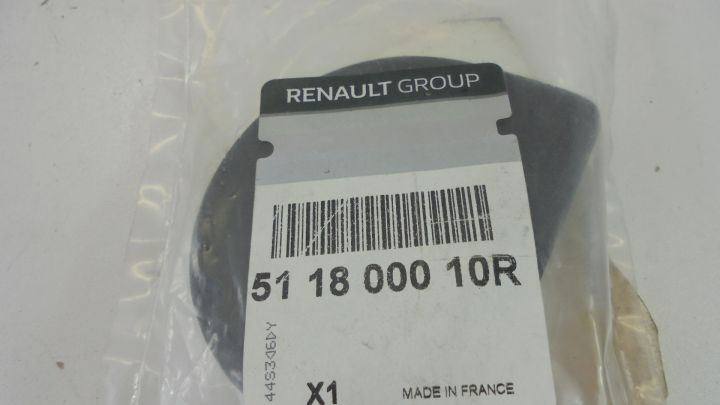 RENAULT GROUP
51 18 000 10R
X1
MADE IN FRANCE